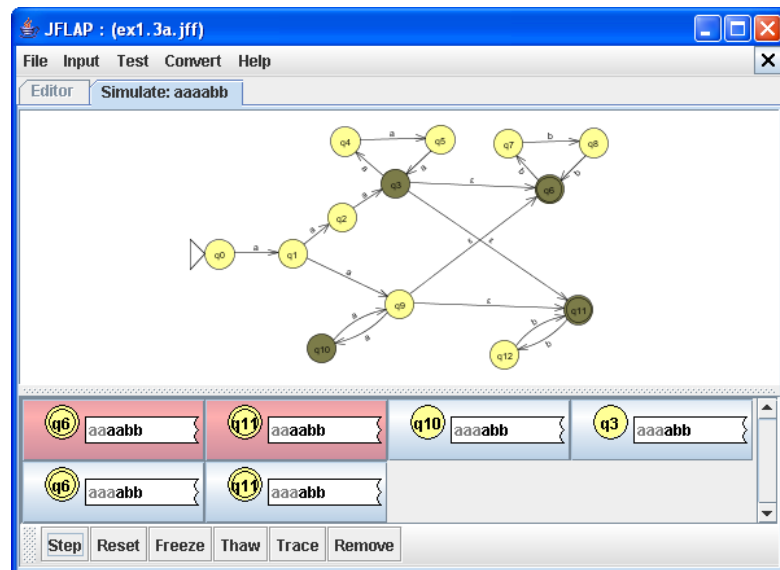 JFLAP : (ex1.3a.jff)
File Input Test Convert Help
Editor Simulate: aaaabb
q4 a q5 q7 b q8
a a b b
q3 ε q6
a
q2
a
q0 a q1 ε ε
a
q9 ε q11
a a b b
q10 q12
q6 aaaabb q11 aaaabb q10 aaaabb q3 aaaabb
q6 aaaabb q11 aaaabb
Step Reset Freeze Thaw Trace Remove